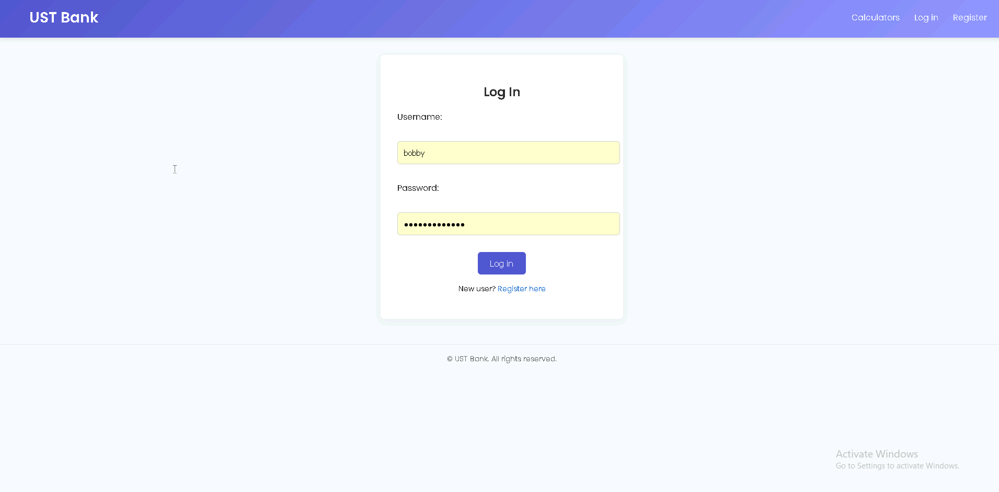 UST Bank
Calculators Log in Register
Log In
Username:
bobby
Password:
•••••••••••••
Log in
New user? Register here
© UST Bank. All rights reserved.
Activate Windows
Go to Settings to activate Windows.